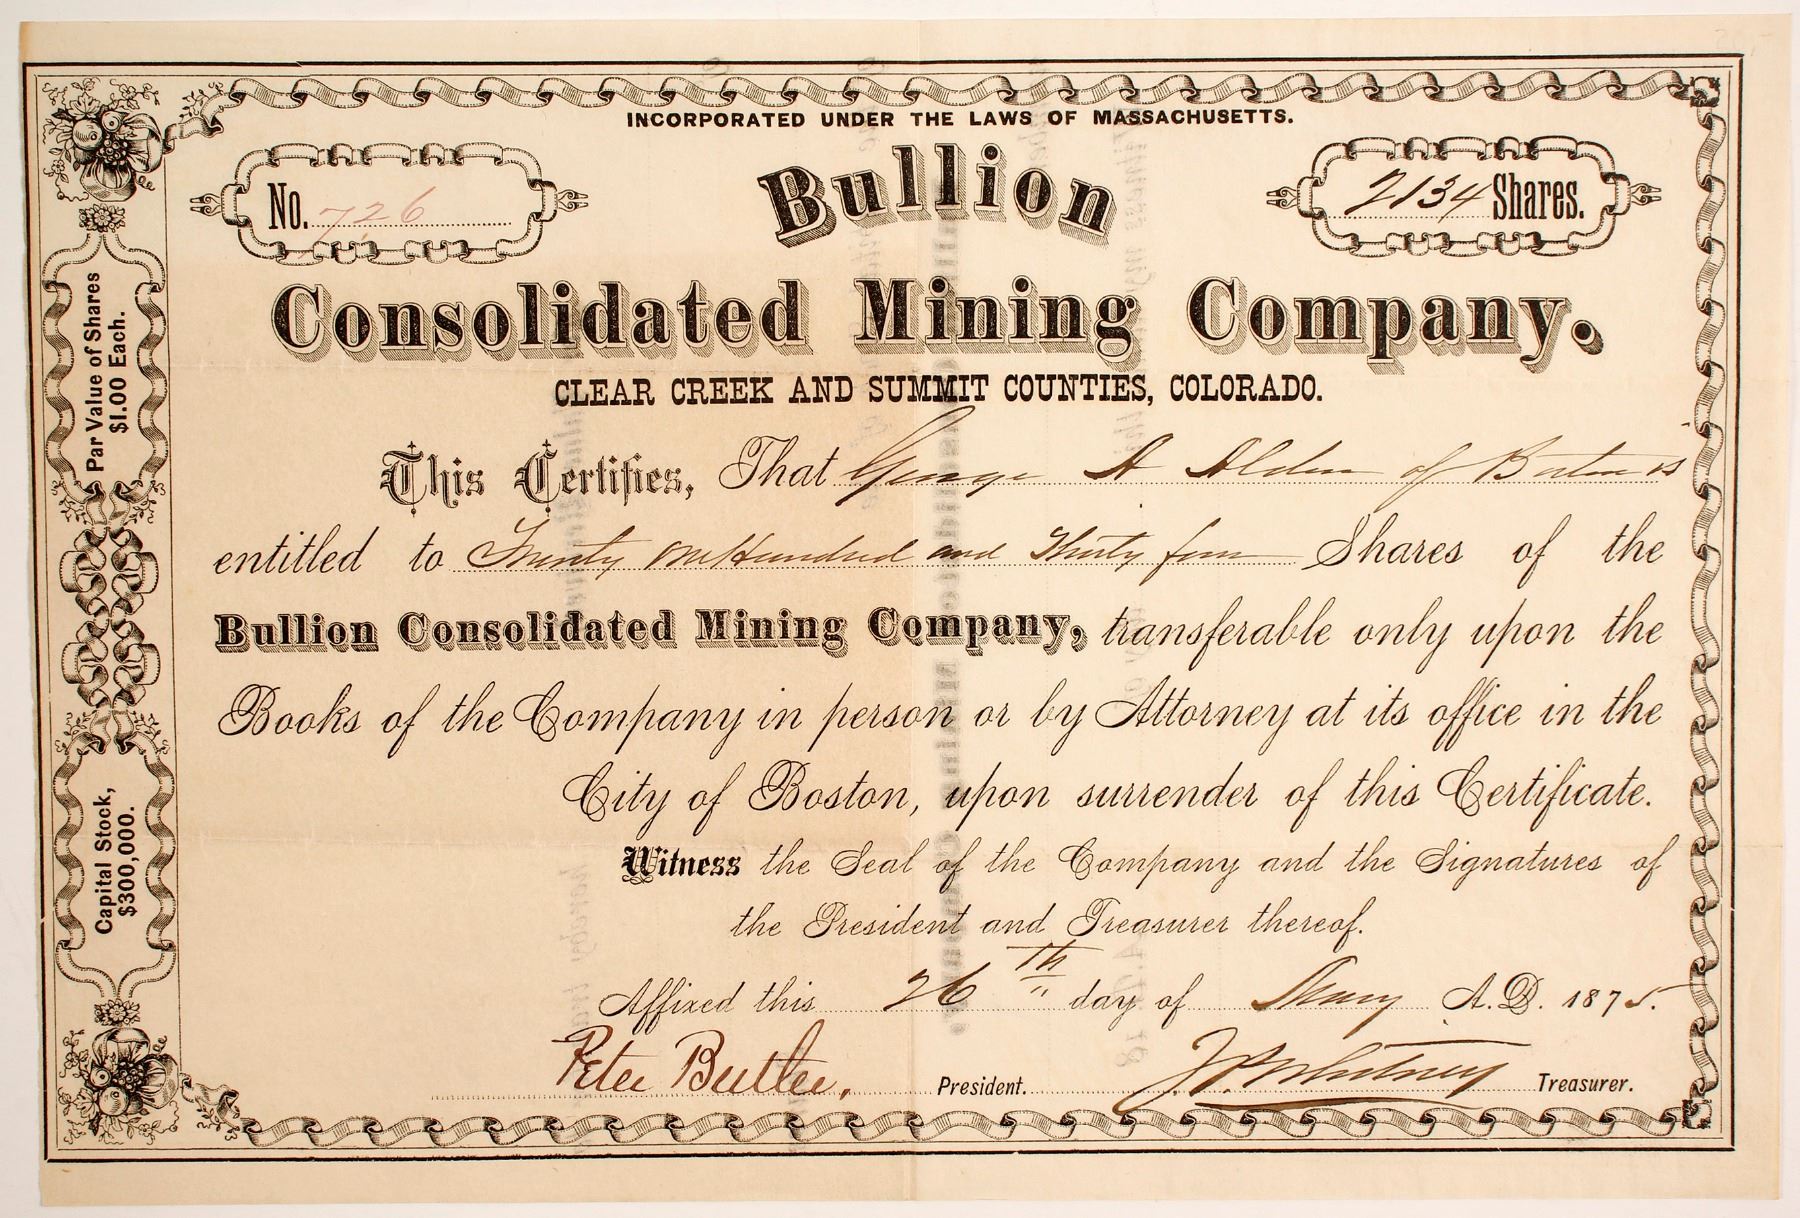 INCORPORATED UNDER THE LAWS OF MASSACHUSETTS.
No. 726
Bullion
2134 Shares.
Consolidated Mining Company.
CLEAR CREEK AND SUMMIT COUNTIES, COLORADO.
Par Value of Shares
$1.00 Each.
Capital Stock,
$300,000.
This Certifies, That George A Alden of Boston is
entitled to Twenty one Hundred and Thirty four Shares of the
Bullion Consolidated Mining Company, transferable only upon the
Books of the Company in person or by Attorney at its office in the
City of Boston, upon surrender of this Certificate.
Witness the Seal of the Company and the Signatures of
the President and Treasurer thereof.
Affixed this 26th day of A.D. 1875.
Peter Butler, President. Whitney Treasurer.